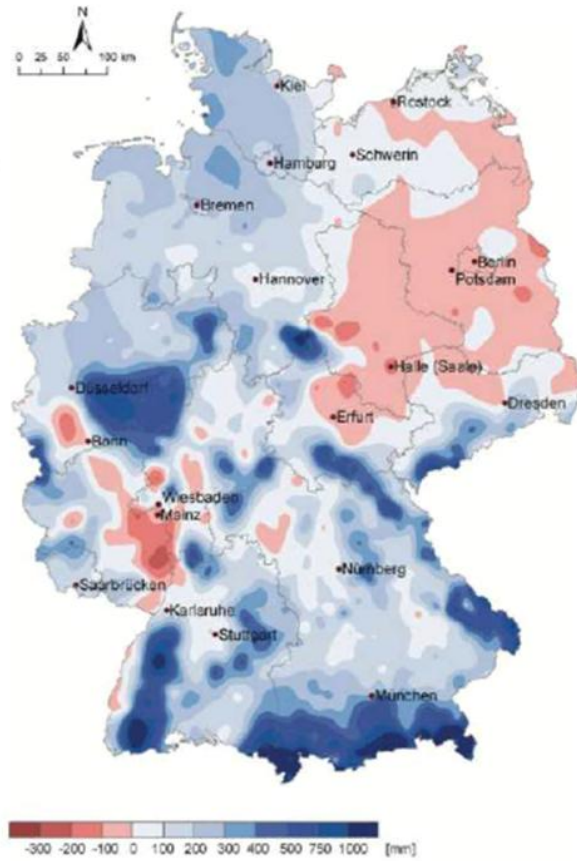 N
0 25 50 100 km
Kiel
Rostock
Schwerin
Hamburg
Bremen
Berlin
Potsdam
Hannover
Halle (Saale)
Düsseldorf
Dresden
Erfurt
Bonn
Wiesbaden
Mainz
Nürnberg
Saarbrücken
Karlsruhe
Stuttgart
München
-300 -200 -100 0 100 200 300 400 500 750 1000 [mm]